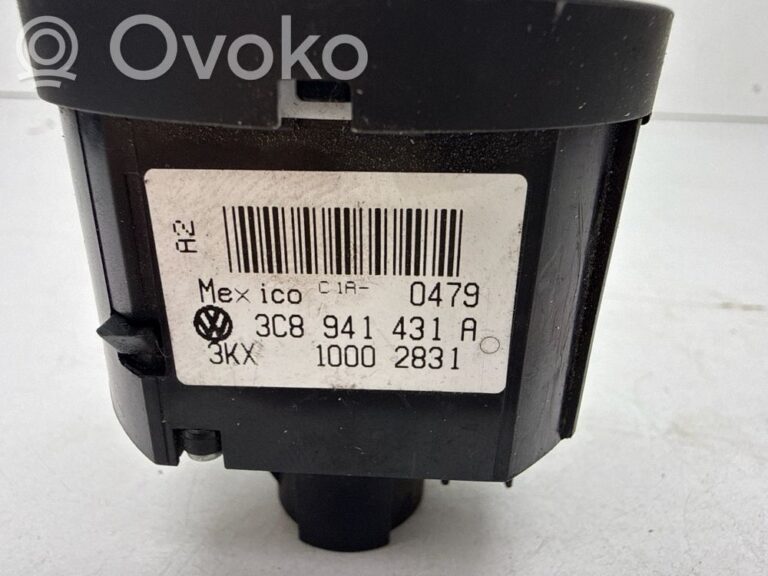 © Ovoko
A2
Mexico C1A- 0479
3C8 941 431 A
3KX 1000 2831